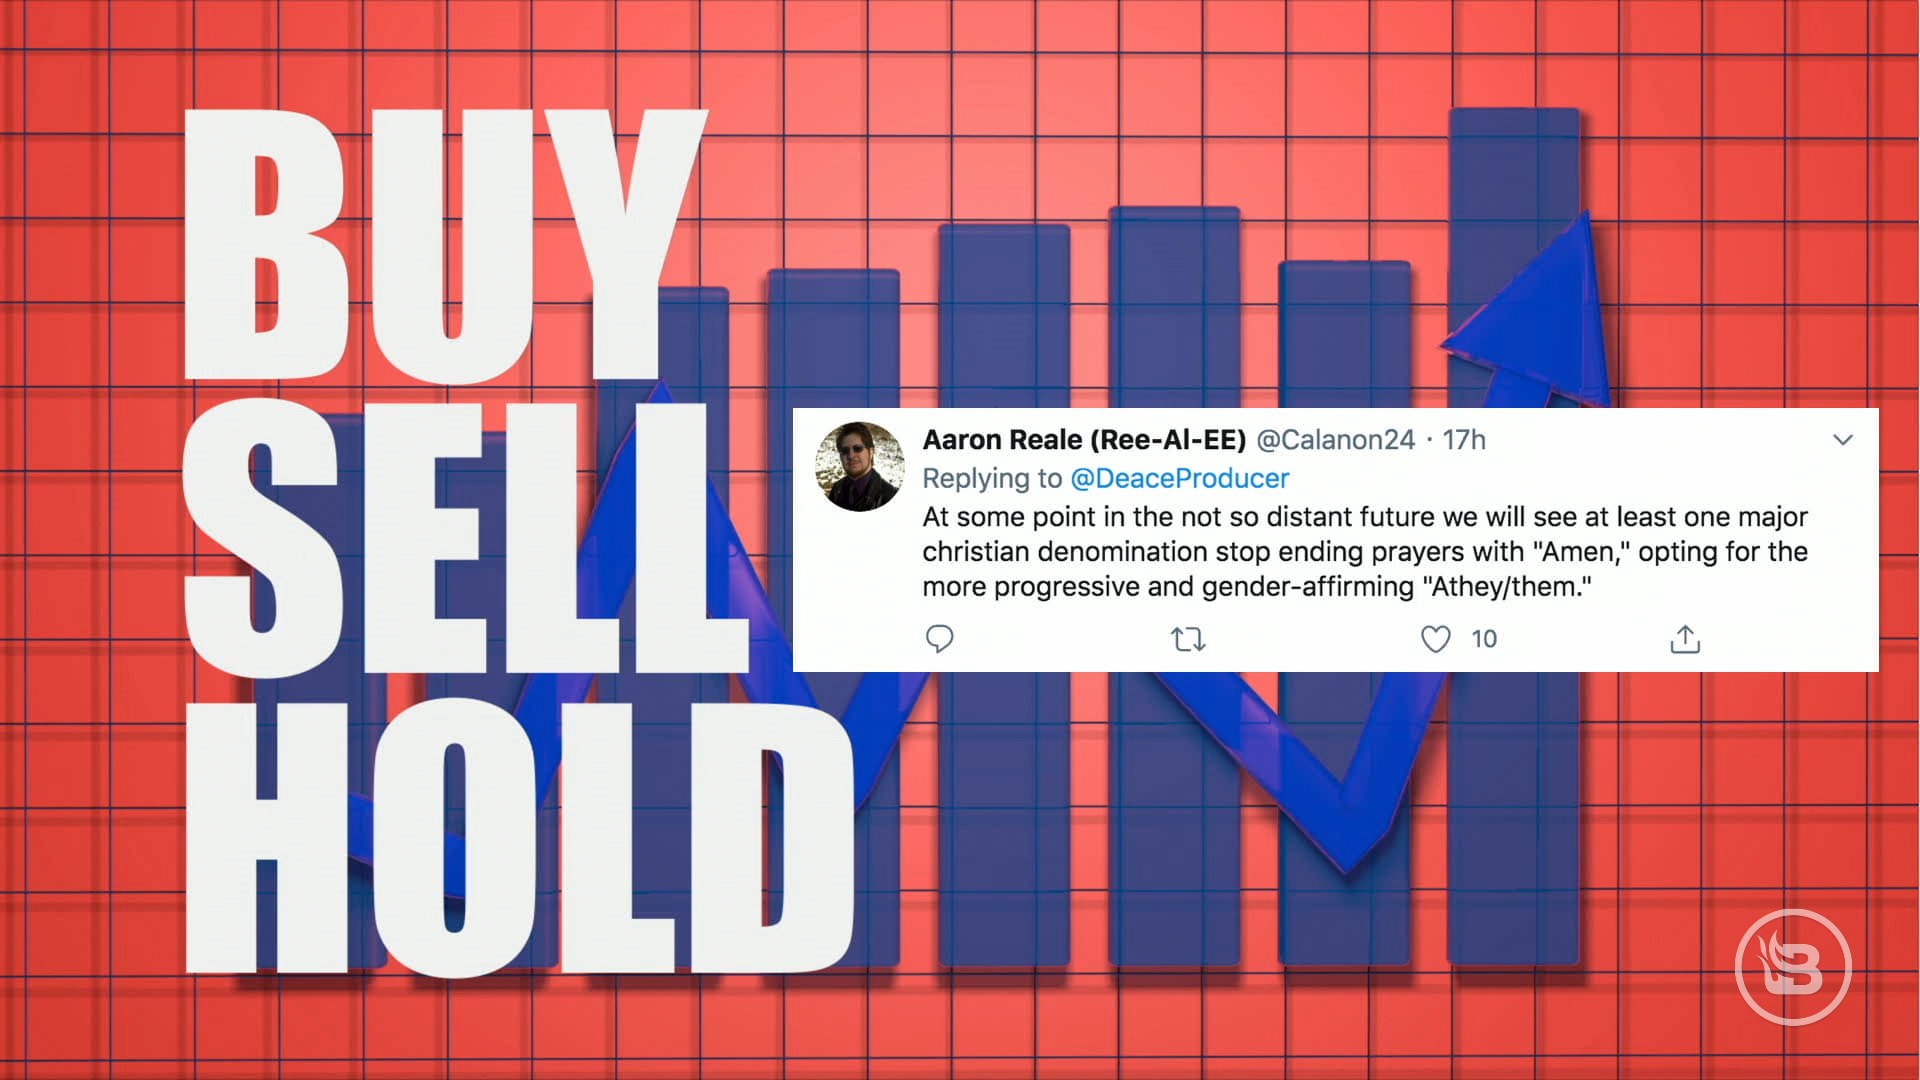 BUY
SELL
HOLD
Aaron Reale (Ree-Al-EE) @Calanon24 · 17h
Replying to @DeaceProducer
At some point in the not so distant future we will see at least one major
christian denomination stop ending prayers with "Amen," opting for the
more progressive and gender-affirming "Athey/them."
10
B